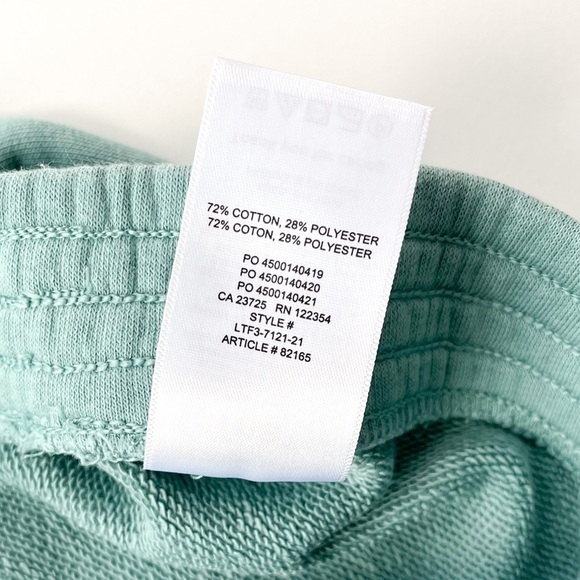 72% COTTON, 28% POLYESTER
72% COTON, 28% POLYESTER
PO 4500140419
PO 4500140420
PO 4500140421
CA 23725 RN 122354
STYLE #
LTF3-7121-21
ARTICLE # 82165